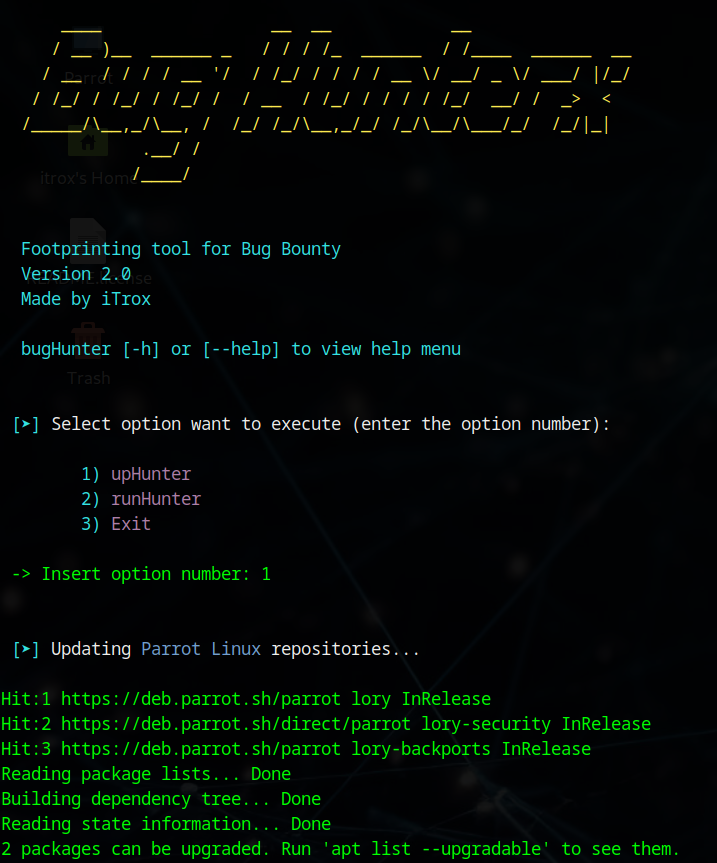 bug Hunter
Footprinting tool for Bug Bounty
Version 2.0
Made by iTrox
bugHunter [-h] or [--help] to view help menu
[➤] Select option want to execute (enter the option number):
1) upHunter
2) runHunter
3) Exit
-> Insert option number: 1
[➤] Updating Parrot Linux repositories...
Hit:1 https://deb.parrot.sh/parrot lory InRelease
Hit:2 https://deb.parrot.sh/direct/parrot lory-security InRelease
Hit:3 https://deb.parrot.sh/parrot lory-backports InRelease
Reading package lists... Done
Building dependency tree... Done
Reading state information... Done
2 packages can be upgraded. Run 'apt list --upgradable' to see them.
itrox's Home
Trash